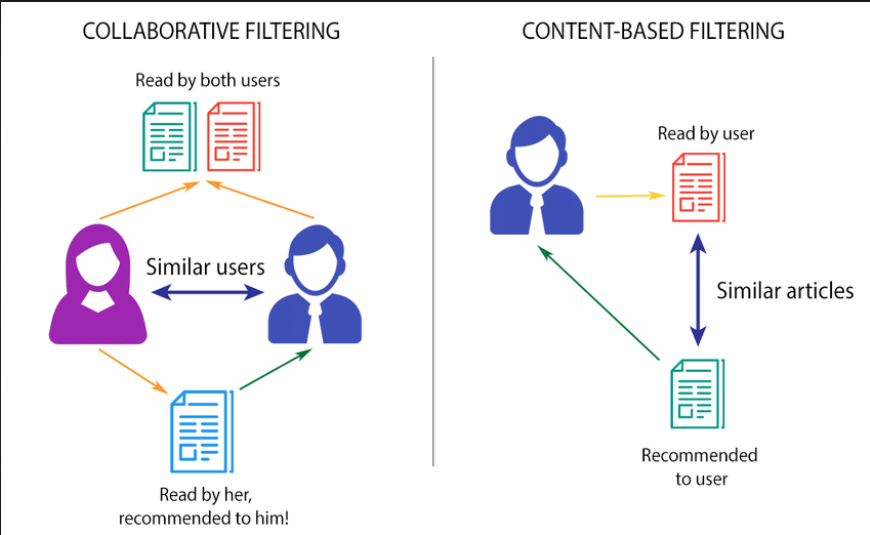 COLLABORATIVE FILTERING
Read by both users
Similar users
Read by her,
recommended to him!
CONTENT-BASED FILTERING
Read by user
Similar articles
Recommended
to user